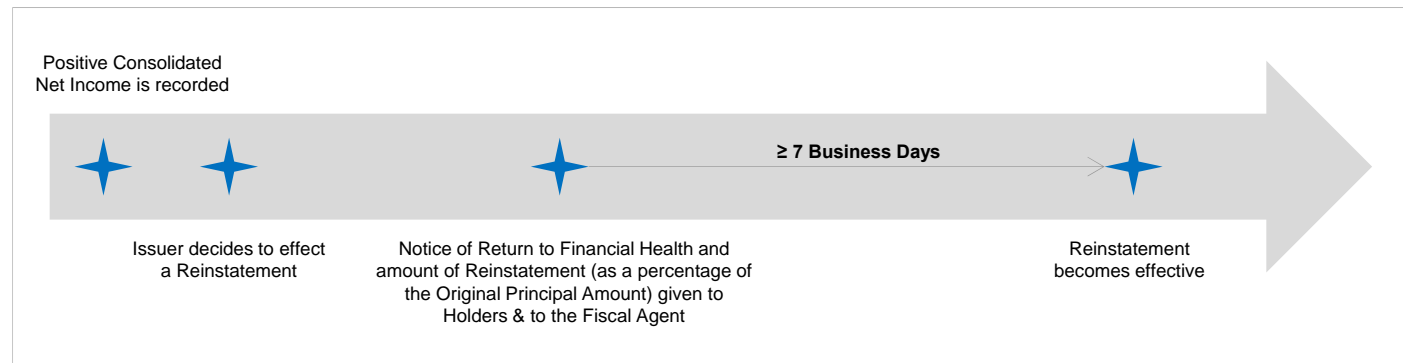 Positive Consolidated
Net Income is recorded
≥ 7 Business Days
Issuer decides to effect
a Reinstatement
Notice of Return to Financial Health and
amount of Reinstatement (as a percentage of
the Original Principal Amount) given to
Holders & to the Fiscal Agent
Reinstatement
becomes effective